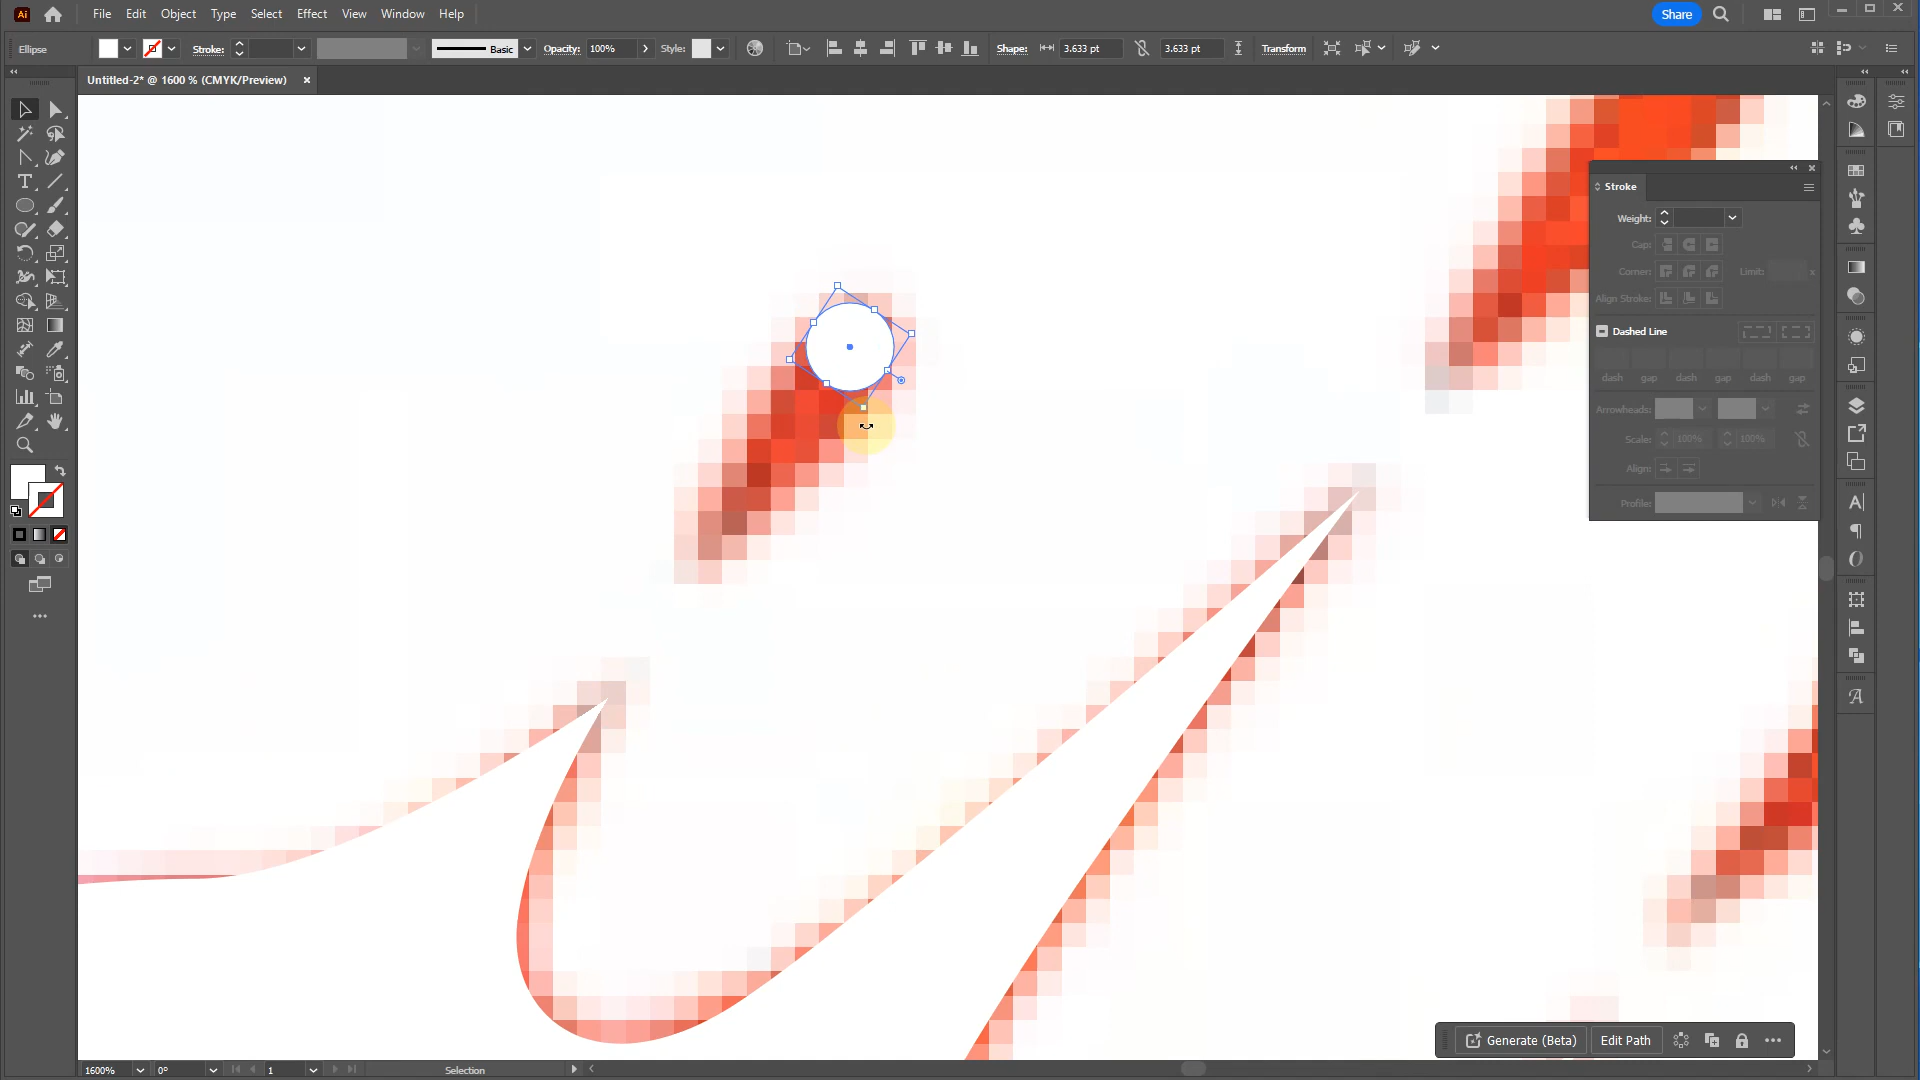 Ai File Edit Object Type Select Effect View Window Help Share
Ellipse Stroke: Basic Opacity: 100% Style: Shape: 3.633 pt 3.633 pt Transform
Untitled-2* @ 1600 % (CMYK/Preview) ×
Stroke
Weight:
Cap:
Corner: Limit: x
Align Stroke:
Dashed Line
dash gap dash gap dash gap
Arrowheads:
Scale: 100% 100%
Align:
Profile:
Generate (Beta) Edit Path
1600% 0° 1 Selection